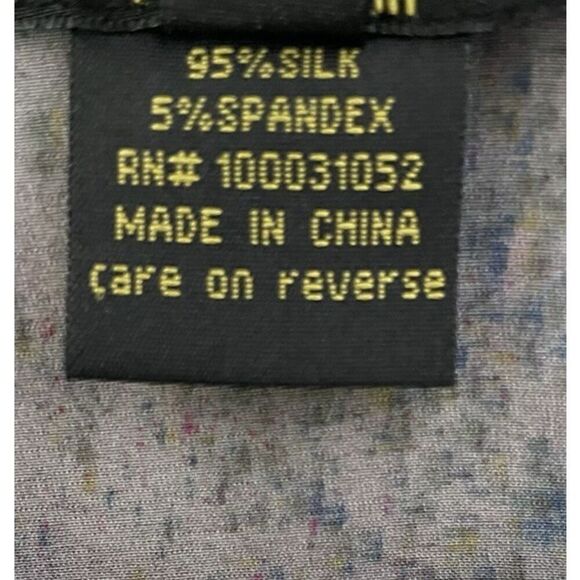 95%SILK
5%SPANDEX
RN# 100031052
MADE IN CHINA
care on reverse